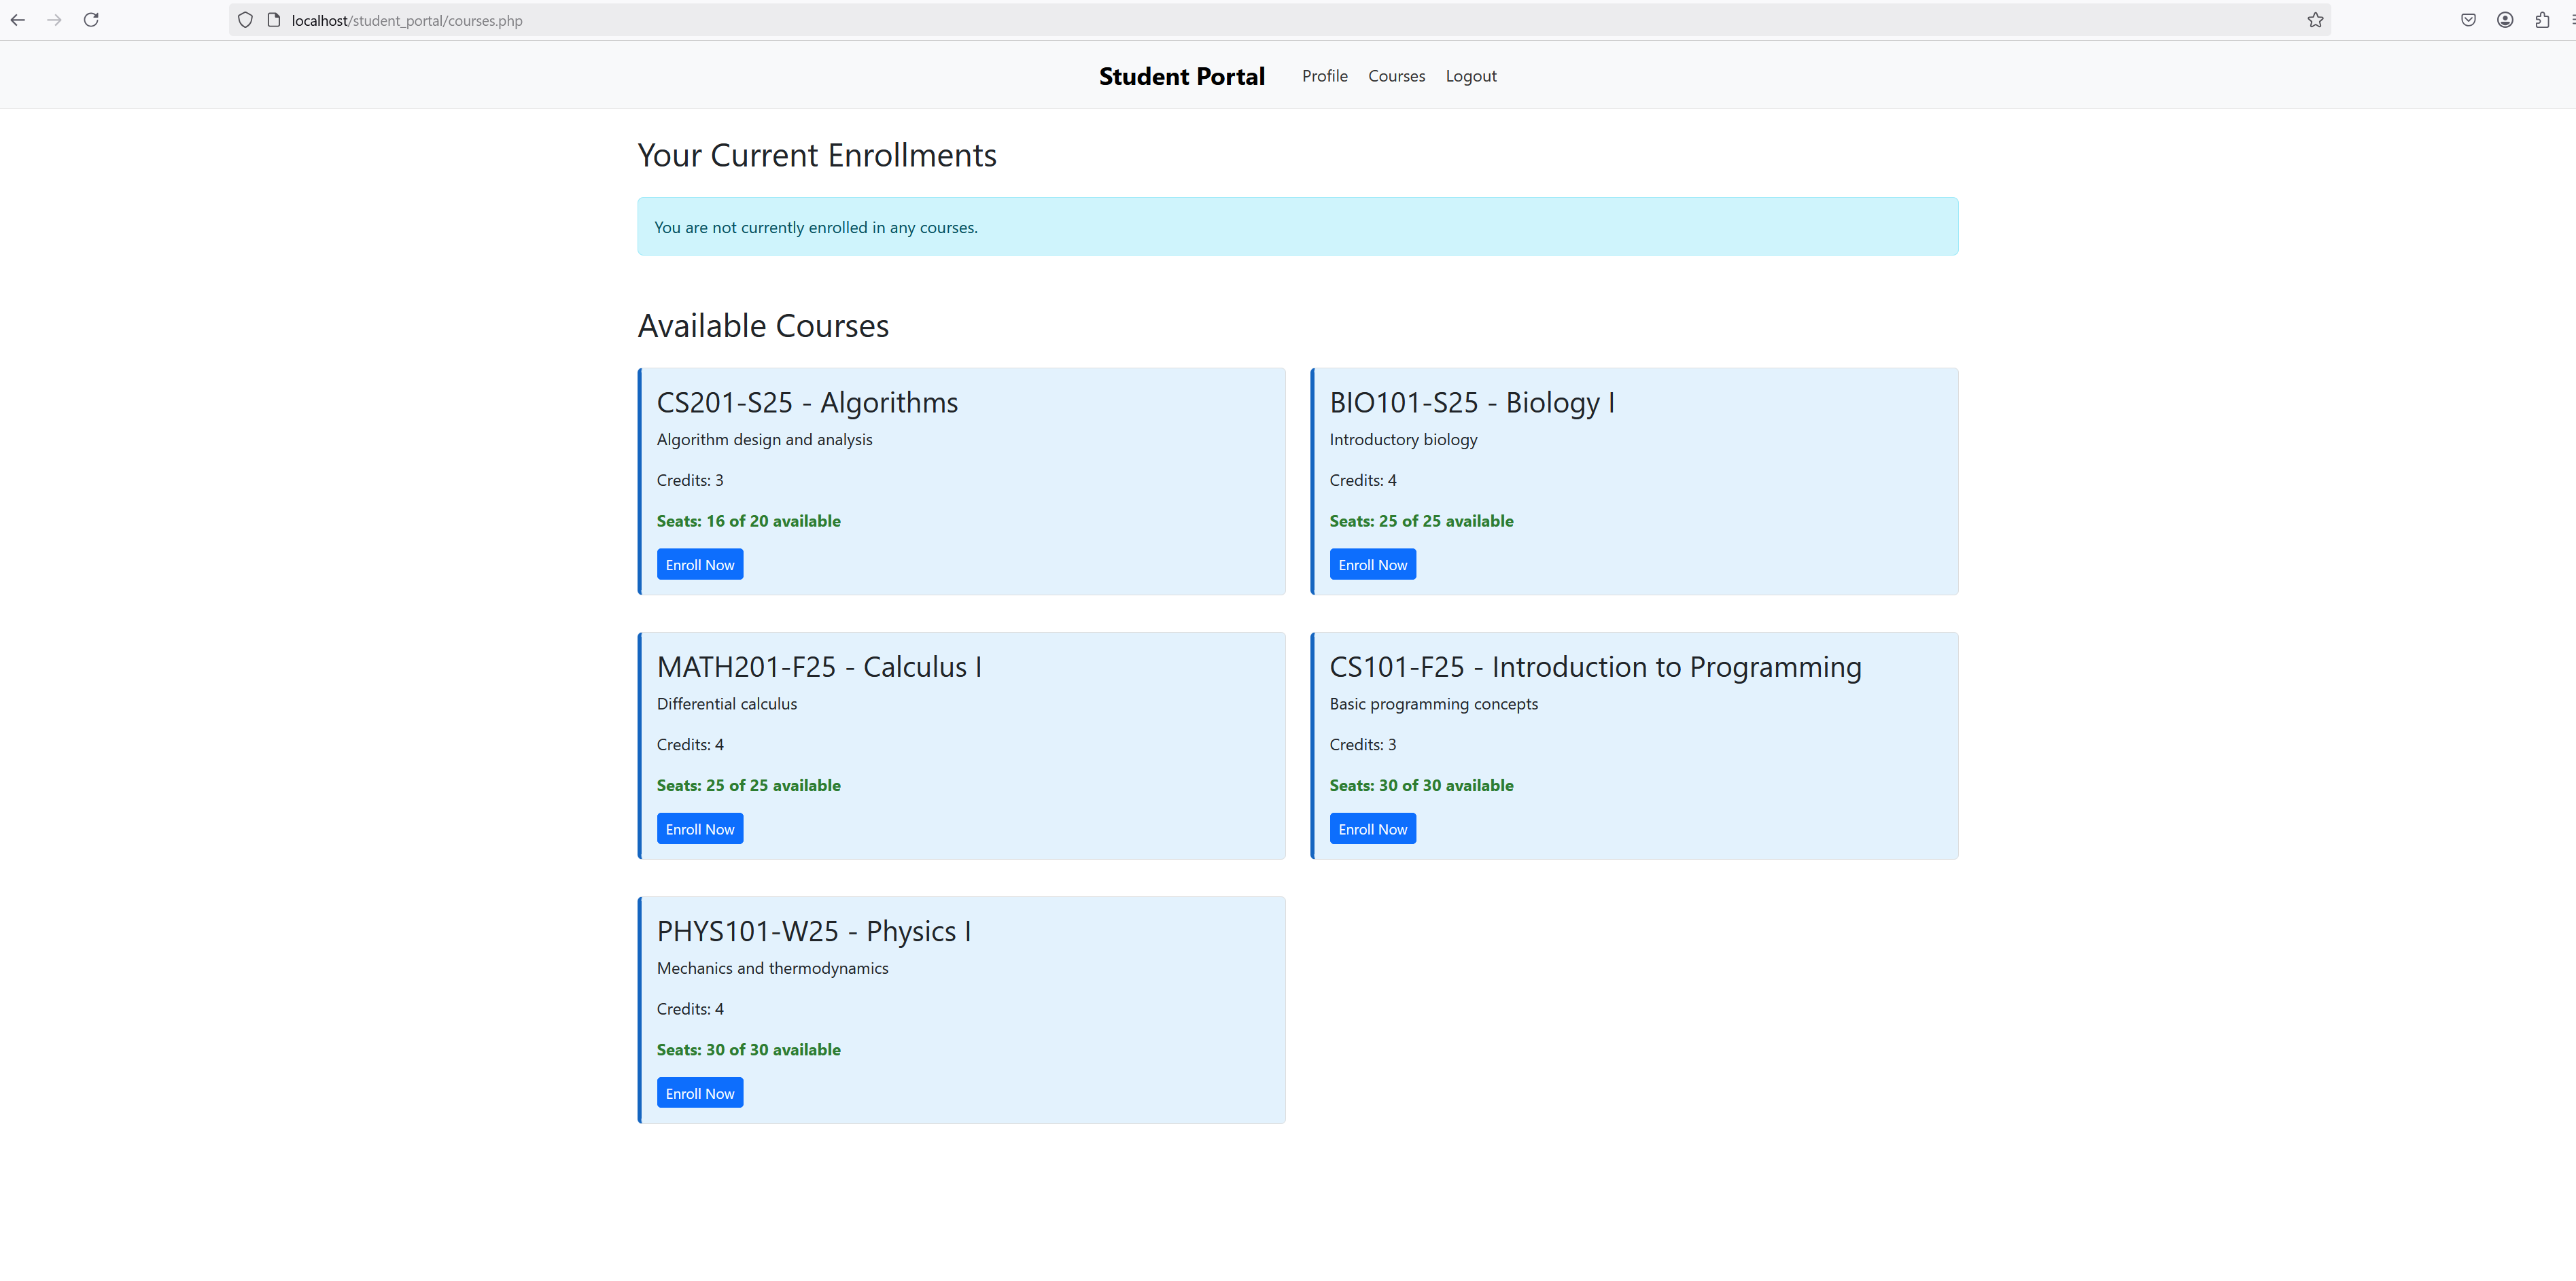 localhost/student_portal/courses.php
Student Portal Profile Courses Logout
Your Current Enrollments
You are not currently enrolled in any courses.
Available Courses
CS201-S25 - Algorithms
Algorithm design and analysis
Credits: 3
Seats: 16 of 20 available
Enroll Now
BIO101-S25 - Biology I
Introductory biology
Credits: 4
Seats: 25 of 25 available
Enroll Now
MATH201-F25 - Calculus I
Differential calculus
Credits: 4
Seats: 25 of 25 available
Enroll Now
CS101-F25 - Introduction to Programming
Basic programming concepts
Credits: 3
Seats: 30 of 30 available
Enroll Now
PHYS101-W25 - Physics I
Mechanics and thermodynamics
Credits: 4
Seats: 30 of 30 available
Enroll Now